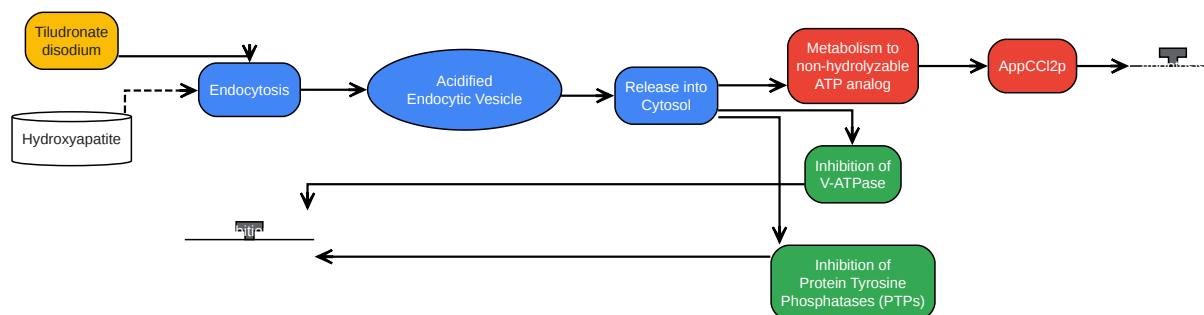 Tiludronate
disodium
Hydroxyapatite
Endocytosis
Acidified
Endocytic Vesicle
Release into
Cytosol
Metabolism to
non-hydrolyzable
ATP analog
AppCCl2p
Inhibition of
V-ATPase
Inhibition of
Protein Tyrosine
Phosphatases (PTPs)